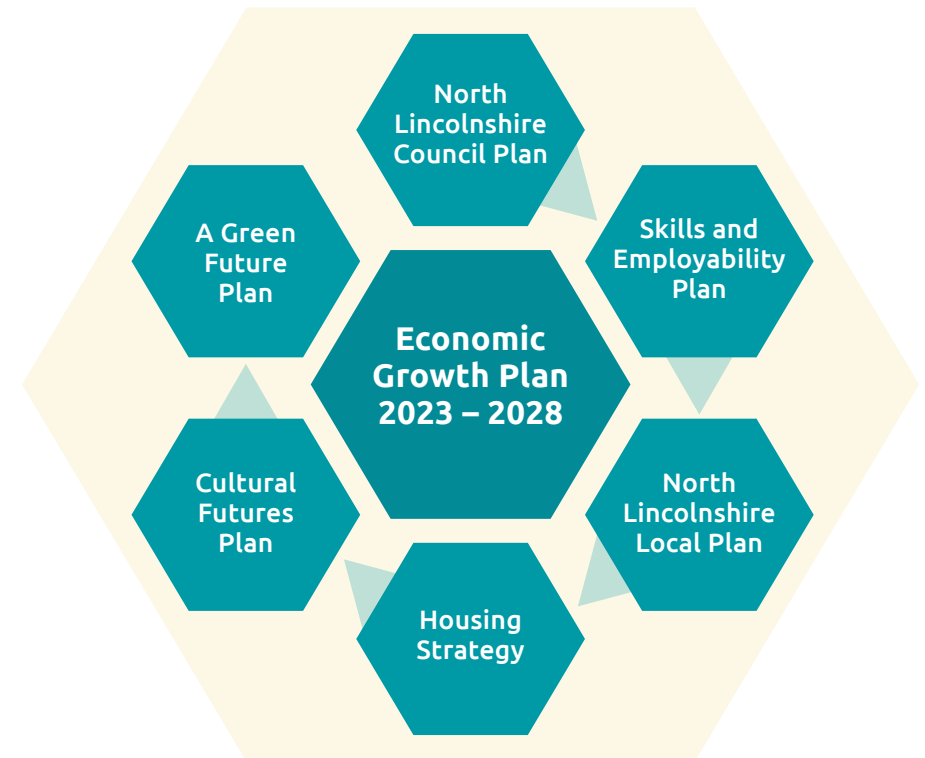 North
Lincolnshire
Council Plan
Skills and
Employability
Plan
North
Lincolnshire
Local Plan
Housing
Strategy
Cultural
Futures
Plan
A Green
Future
Plan
Economic
Growth Plan
2023 – 2028